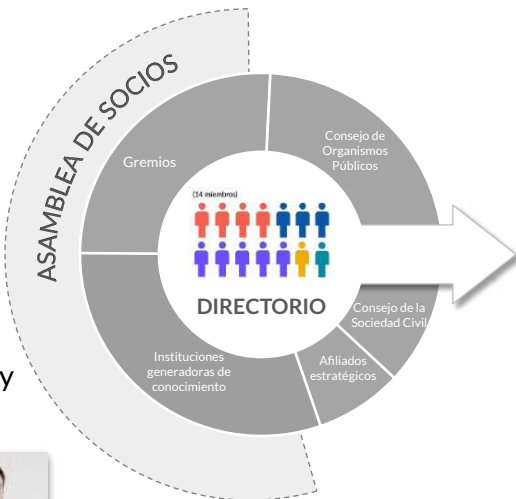 ASAMBLEA DE SOCIOS
Gremios
Consejo de
Organismos
Públicos
(14 miembros)
DIRECTORIO
Consejo de la
Sociedad Civil
Afiliados
estratégicos
Instituciones
generadoras de
conocimiento
y